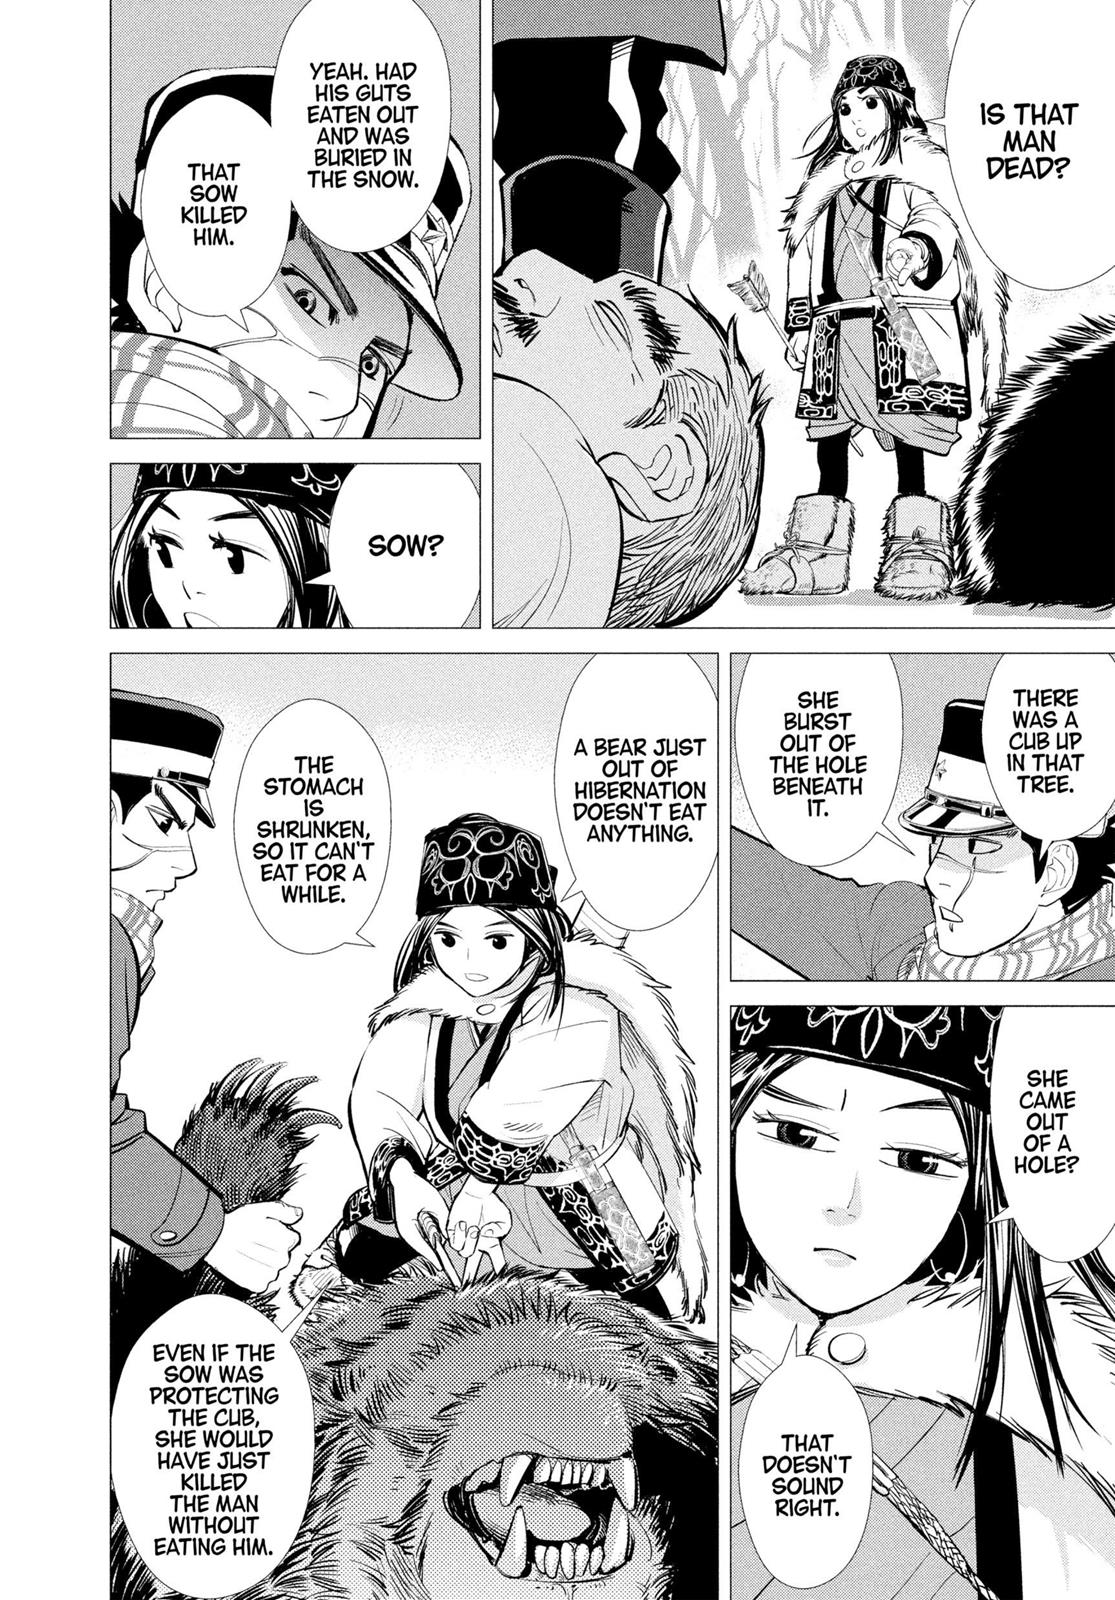 IS THAT
MAN
DEAD?
YEAH. HAD
HIS GUTS
EATEN OUT
AND WAS
BURIED IN
THE SNOW.
THAT
SOW
KILLED
HIM.
SOW?
THERE
WAS A
CUB UP
IN THAT
TREE.
SHE
BURST
OUT OF
THE HOLE
BENEATH
IT.
SHE
CAME
OUT
OF A
HOLE?
THAT
DOESN'T
SOUND
RIGHT.
A BEAR JUST
OUT OF
HIBERNATION
DOESN'T EAT
ANYTHING.
THE
STOMACH
IS
SHRUNKEN,
SO IT CAN'T
EAT FOR A
WHILE.
EVEN IF THE
SOW WAS
PROTECTING
THE CUB,
SHE WOULD
HAVE JUST
KILLED
THE MAN
WITHOUT
EATING HIM.